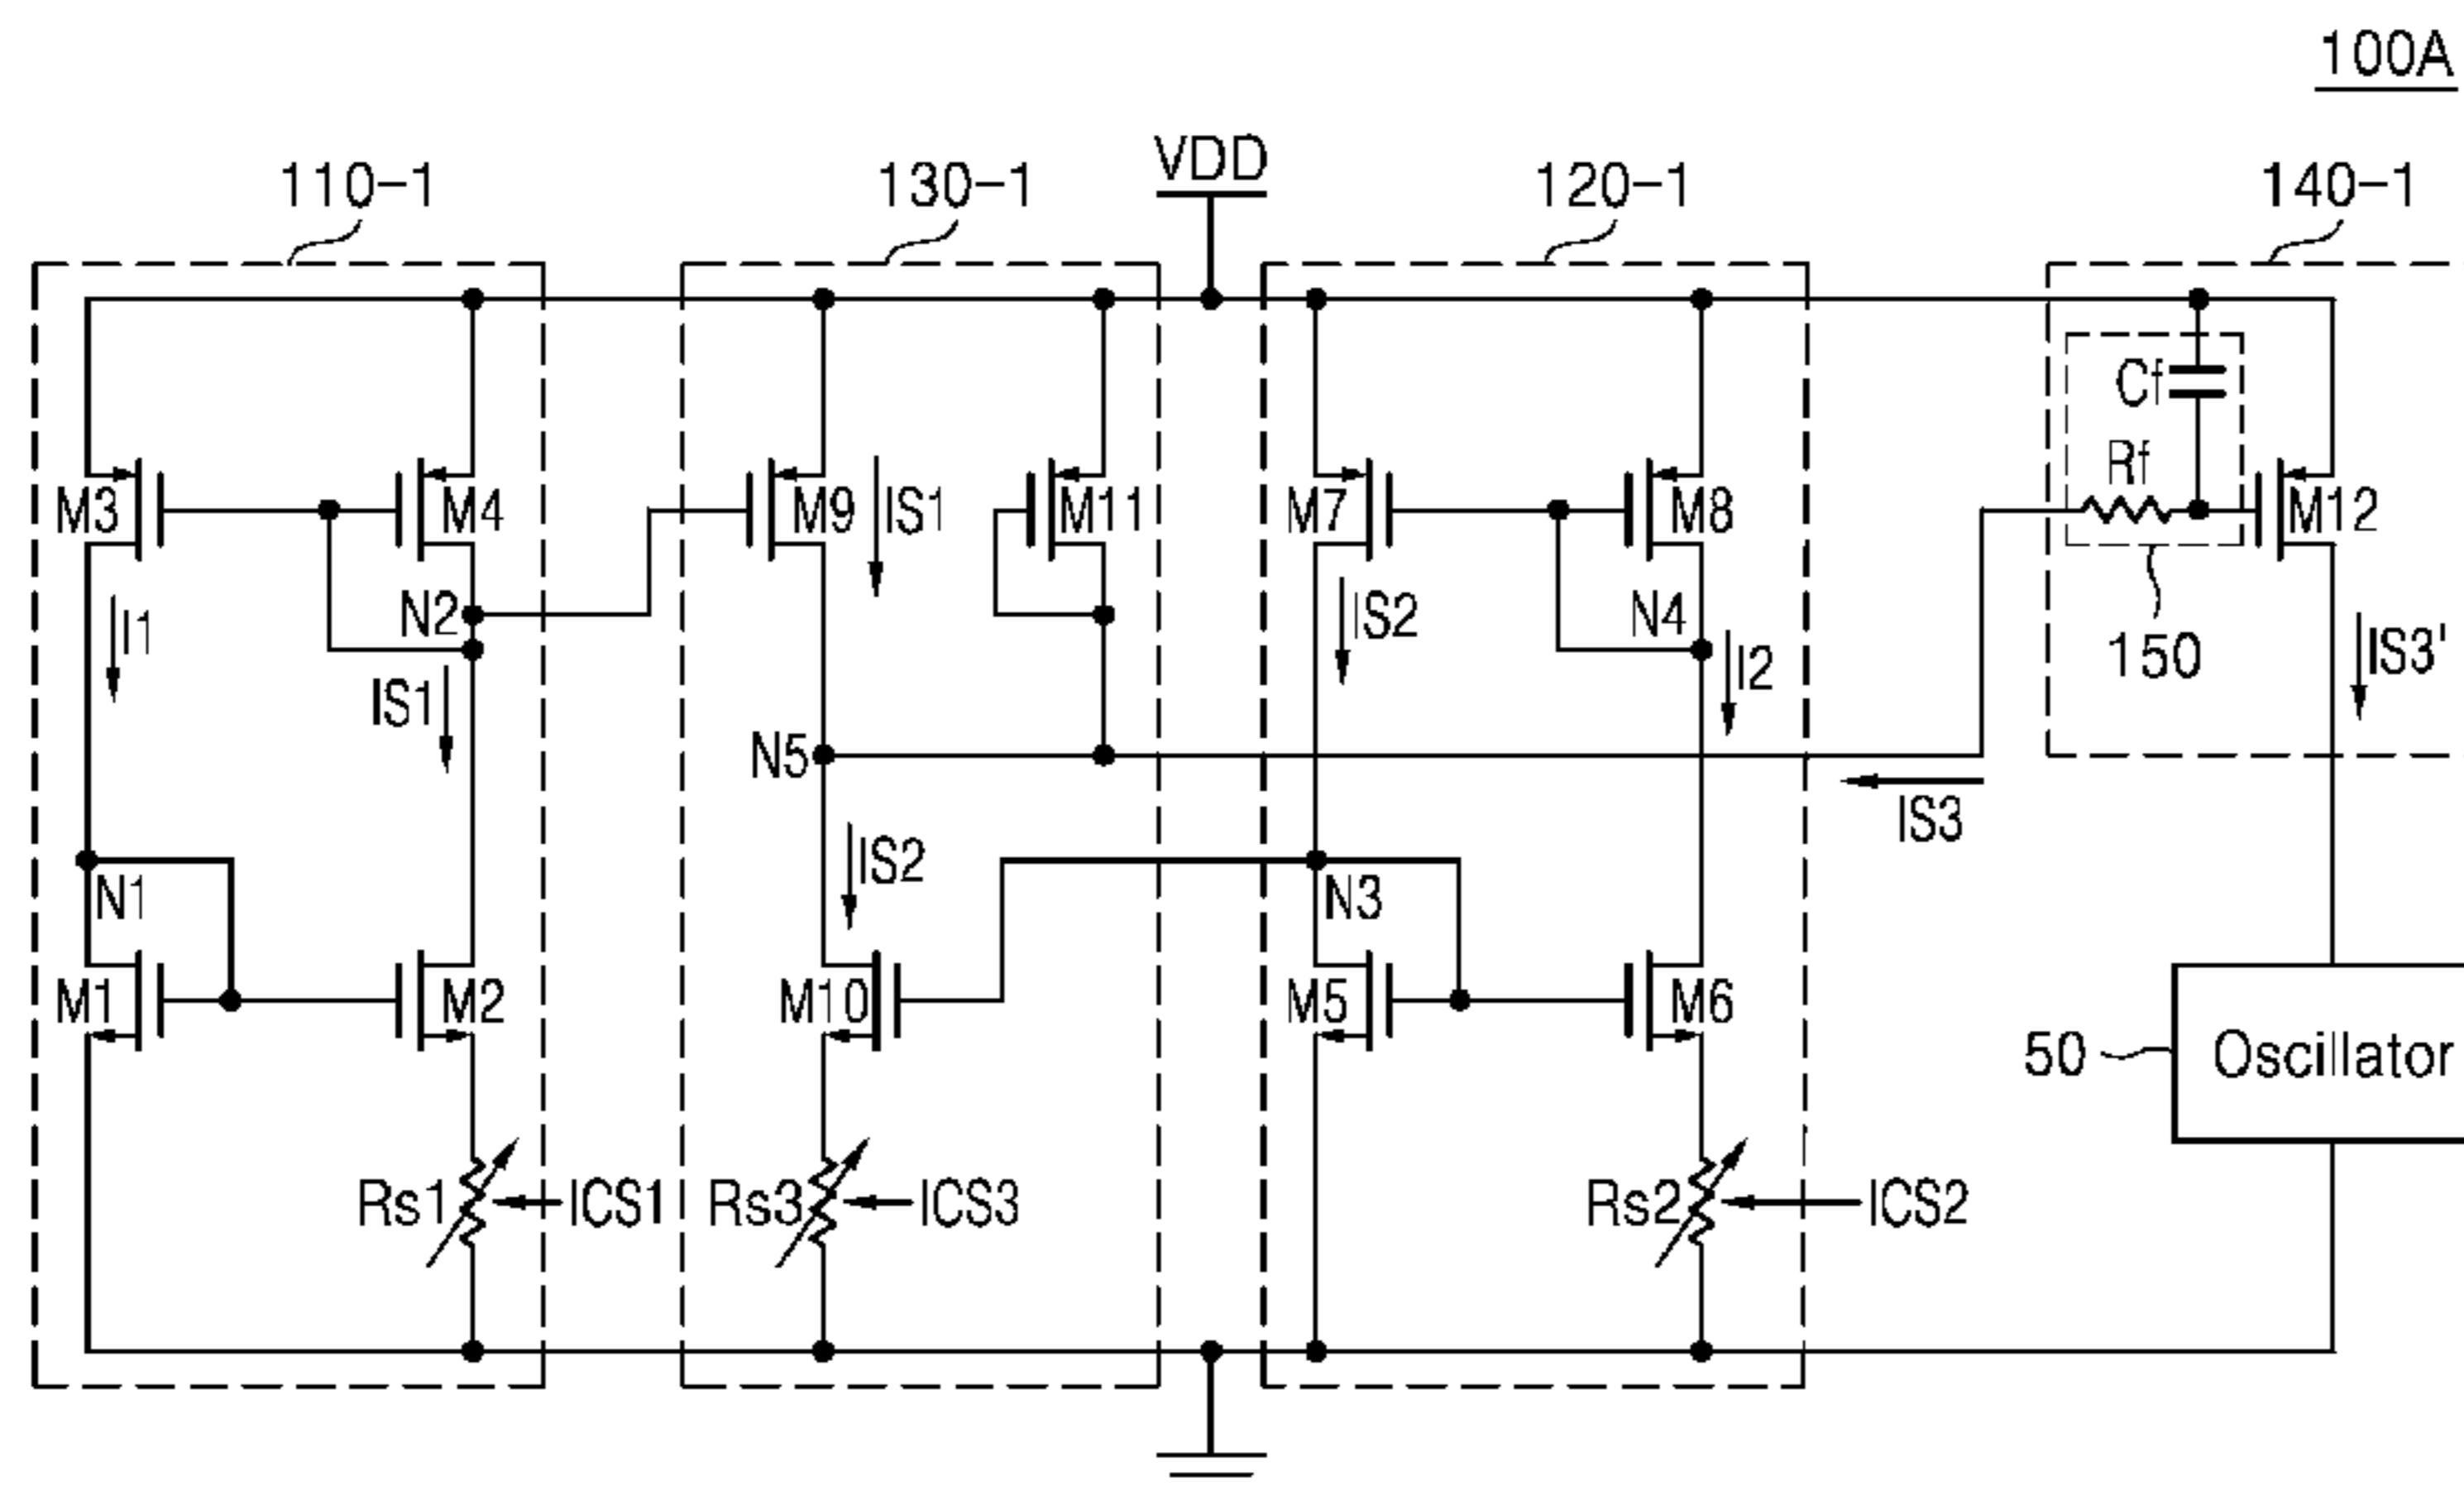 100A
VDD
110-1
130-1
120-1
140-1
Cf
Rf
M3
M4
M9
IS1
M11
M7
M8
M12
N2
N4
I1
IS2
I2
150
IS3'
IS1
N5
IS3
IS2
N1
N3
M1
M2
M10
M5
M6
50
Oscillator
Rs1
ICS1
Rs3
ICS3
Rs2
ICS2